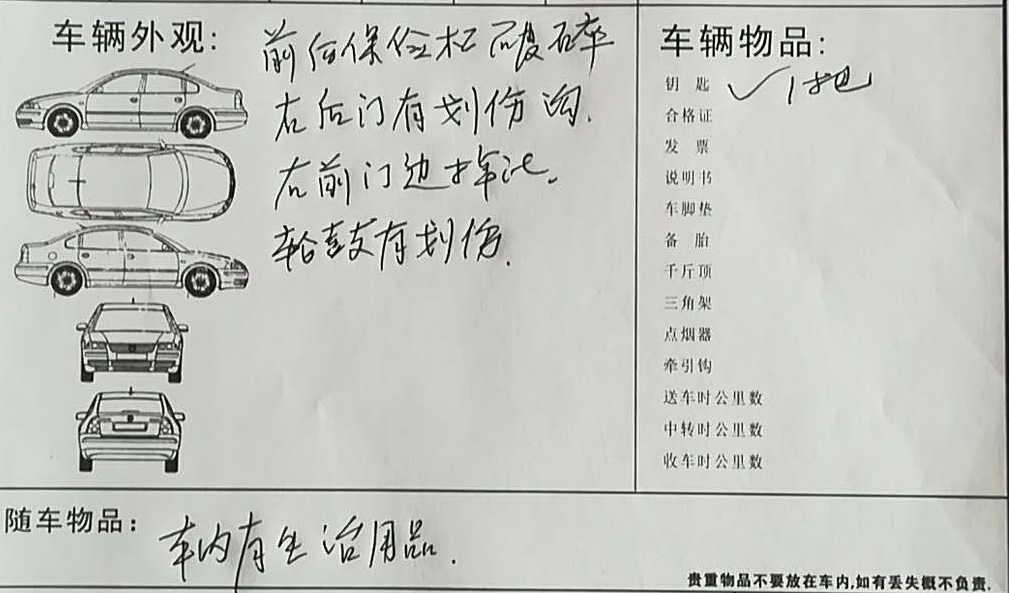 车辆外观:
前后保险杠破碎
右后门有划伤沟.
右前门边掉漆.
轮毂有划伤.
车辆物品:
钥匙 ✓1把
合格证
发票
说明书
车脚垫
备胎
千斤顶
三角架
点烟器
牵引钩
送车时公里数
中转时公里数
收车时公里数
随车物品:
车内有生活用品.
贵重物品不要放在车内,如有丢失概不负责.